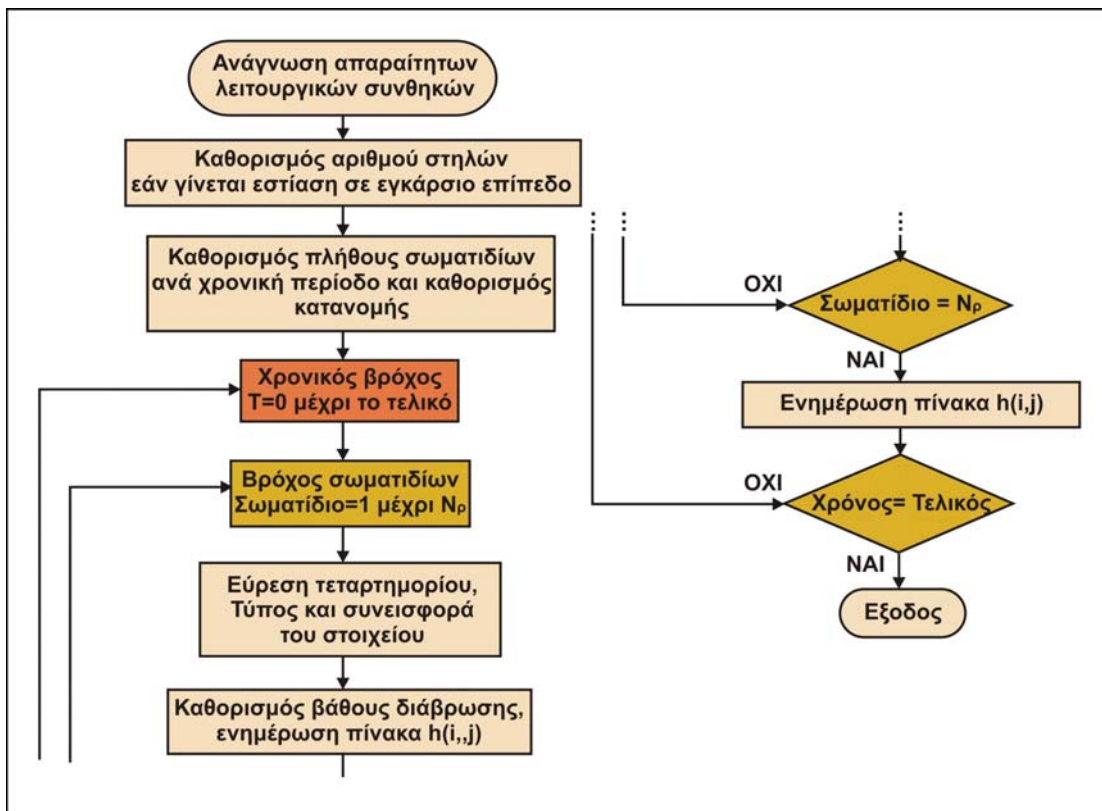 Ανάγνωση απαραίτητων
λειτουργικών συνθηκών
Καθορισμός αριθμού στηλών
εάν γίνεται εστίαση σε εγκάρσιο επίπεδο
Καθορισμός πλήθους σωματιδίων
ανά χρονική περίοδο και καθορισμός
κατανομής
Χρονικός βρόχος
Τ=0 μέχρι το τελικό
Βρόχος σωματιδίων
Σωματίδιο=1 μέχρι Nρ
Εύρεση τεταρτημορίου,
Τύπος και συνεισφορά
του στοιχείου
Καθορισμός βάθους διάβρωσης,
ενημέρωση πίνακα h(i,,j)
ΟΧΙ
Σωματίδιο = Nρ
ΝΑΙ
Ενημέρωση πίνακα h(i,j)
ΟΧΙ
Χρόνος= Τελικός
ΝΑΙ
Εξοδος